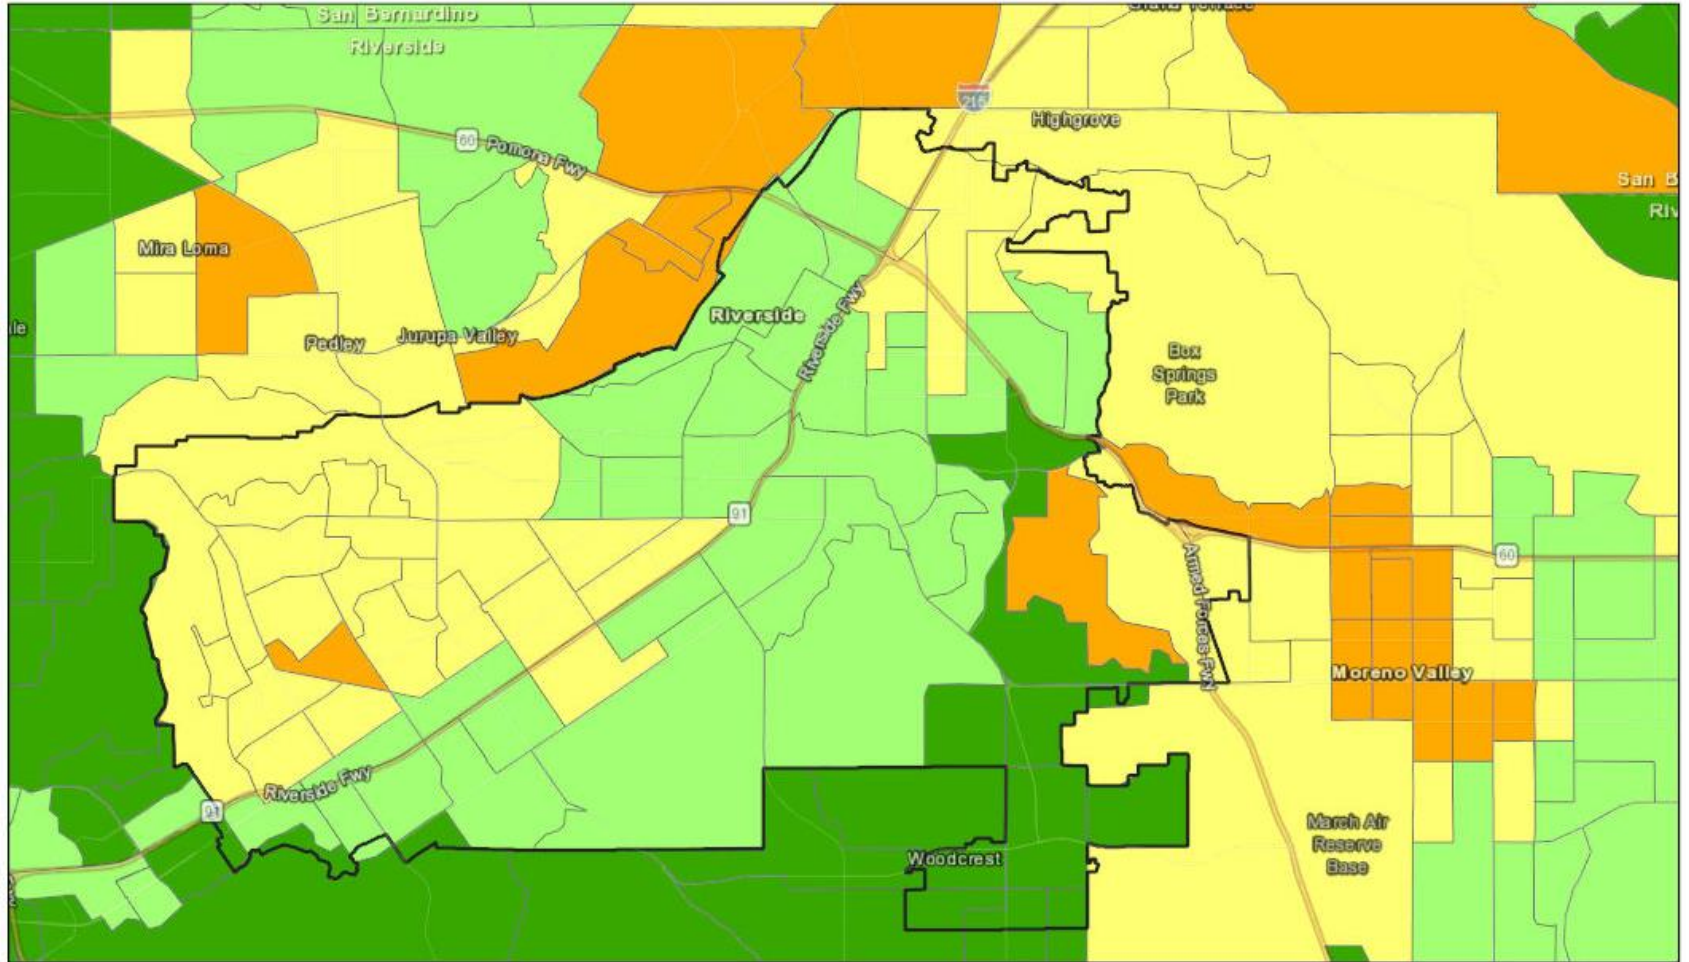 San Bernardino
Riverside
215
Highgrove
60
Pomona Fwy
San B
Riv
Mira Loma
Riverside
Riverside Fwy
Pedley
Jurupa Valley
Box
Springs
Park
91
60
Armed Forces Fwy
Moreno Valley
Riverside Fwy
91
March Air
Reserve
Base
Woodcrest